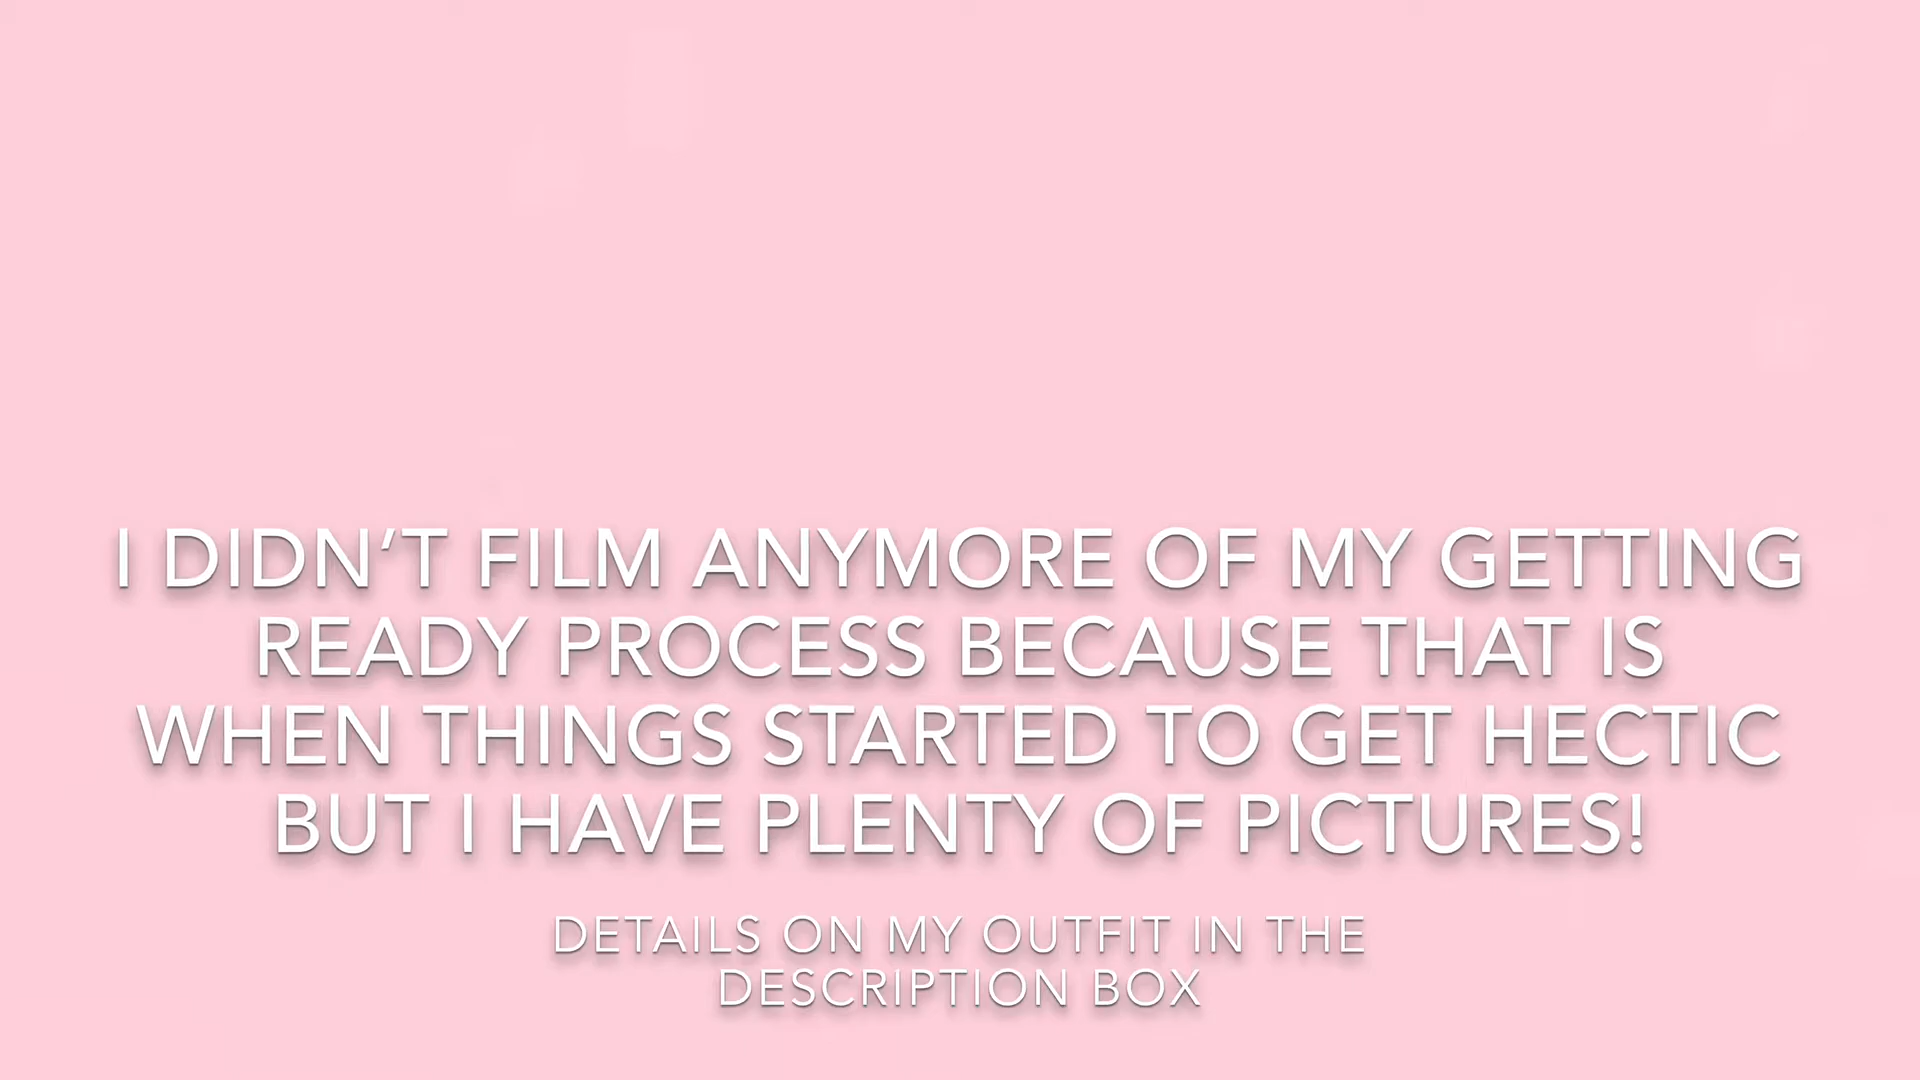 I DIDN‘T FILM ANYMORE OF MY GETTING
READY PROCESS BECAUSE THAT IS
WHEN THINGS STARTED TO GET HECTIC
BUT I HAVE PLENTY OF PICTURES!
DETAILS ON MY OUTFIT IN THE
DESCRIPTION BOX